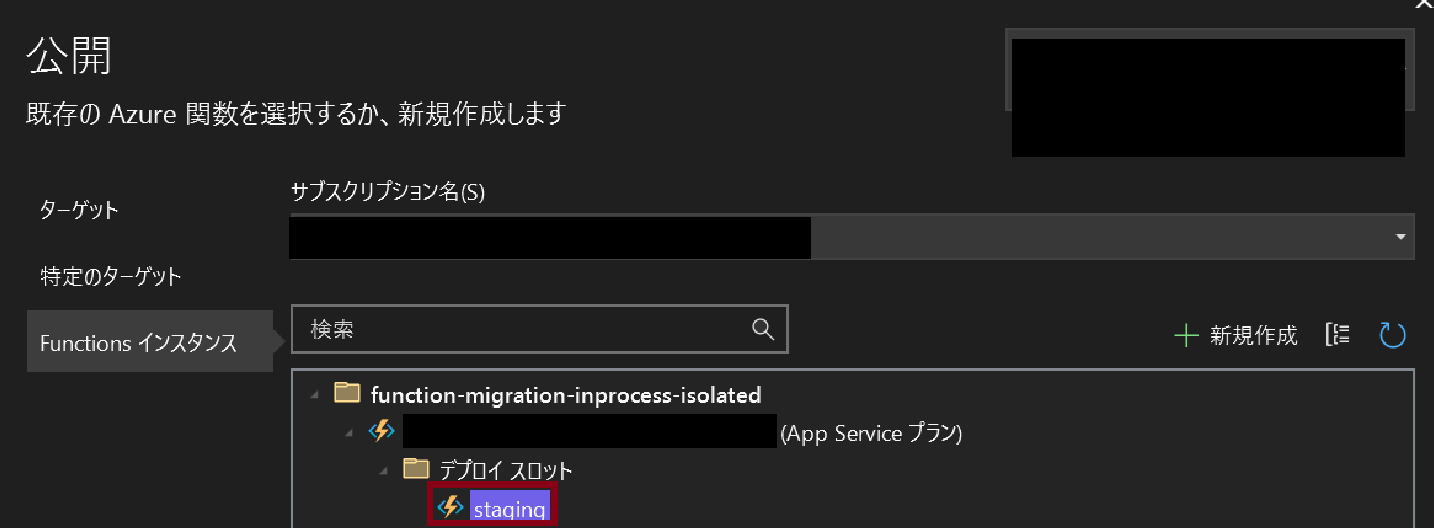 公開
既存の Azure 関数を選択するか、新規作成します
ターゲット
特定のターゲット
Functions インスタンス
サブスクリプション名(S)
検索
新規作成
function-migration-inprocess-isolated
(App Service プラン)
デプロイ スロット
staging